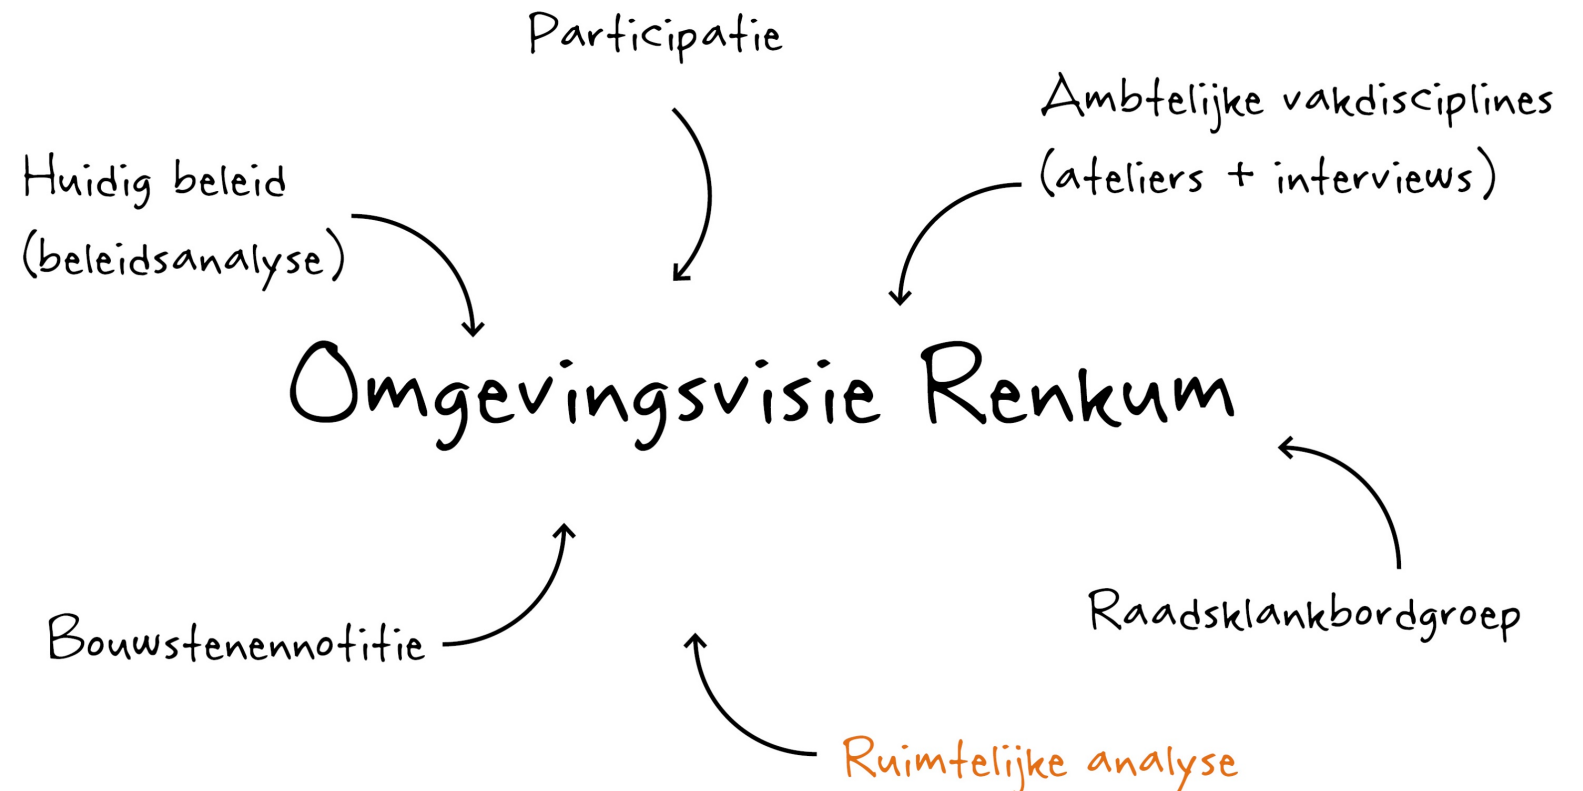 Participatie
Ambtelijke vakdisciplines
(ateliers + interviews)
Huidig beleid
(beleidsanalyse)
Omgevingsvisie Renkum
Raadsklankbordgroep
Bouwstenennotitie
Ruimtelijke analyse